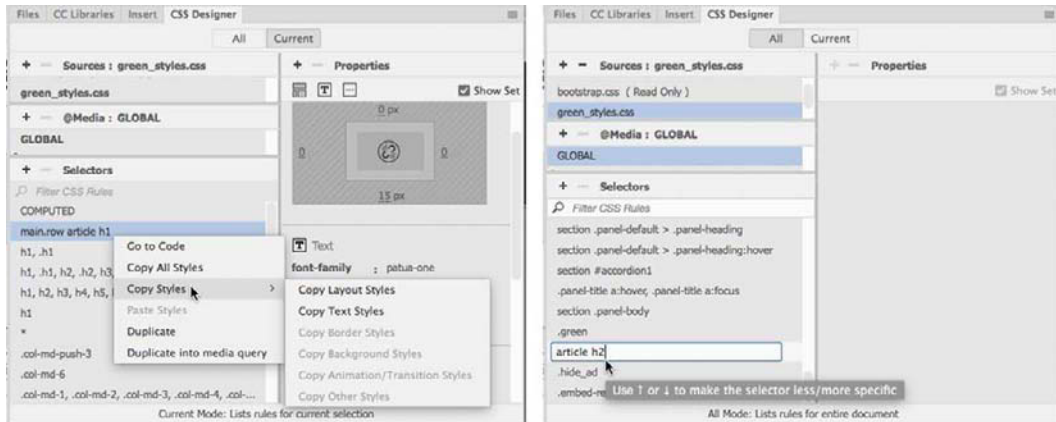 Files CC Libraries Insert CSS Designer
All Current
+ − Sources : green_styles.css
green_styles.css
+ − @Media : GLOBAL
GLOBAL
+ − Selectors
Filter CSS Rules
COMPUTED
main.row article h1
h1, .h1
h1, .h1, h2, .h2, h3,
h1, h2, h3, h4, h5,
h1
*
.col-md-push-3
.col-md-6
.col-md-1, .col-md-2, .col-md-3, .col-md-4, .col-...
Go to Code
Copy All Styles
Copy Styles >
Paste Styles
Duplicate
Duplicate into media query
+ − Properties
T Show Set
0 px
0 0
15 px
T Text
font-family : patua-one
Copy Layout Styles
Copy Text Styles
Copy Border Styles
Copy Background Styles
Copy Animation/Transition Styles
Copy Other Styles
Current Mode: Lists rules for current selection
Files CC Libraries Insert CSS Designer
All Current
+ − Sources : green_styles.css
bootstrap.css ( Read Only )
green_styles.css
+ − @Media : GLOBAL
GLOBAL
+ − Selectors
Filter CSS Rules
section .panel-default > .panel-heading
section .panel-default > .panel-heading:hover
section #accordion1
.panel-title a:hover, .panel-title a:focus
section .panel-body
.green
article h2
.hide_ad
Use ↑ or ↓ to make the selector less/more specific
+ − Properties
Show Set
All Mode: Lists rules for entire document